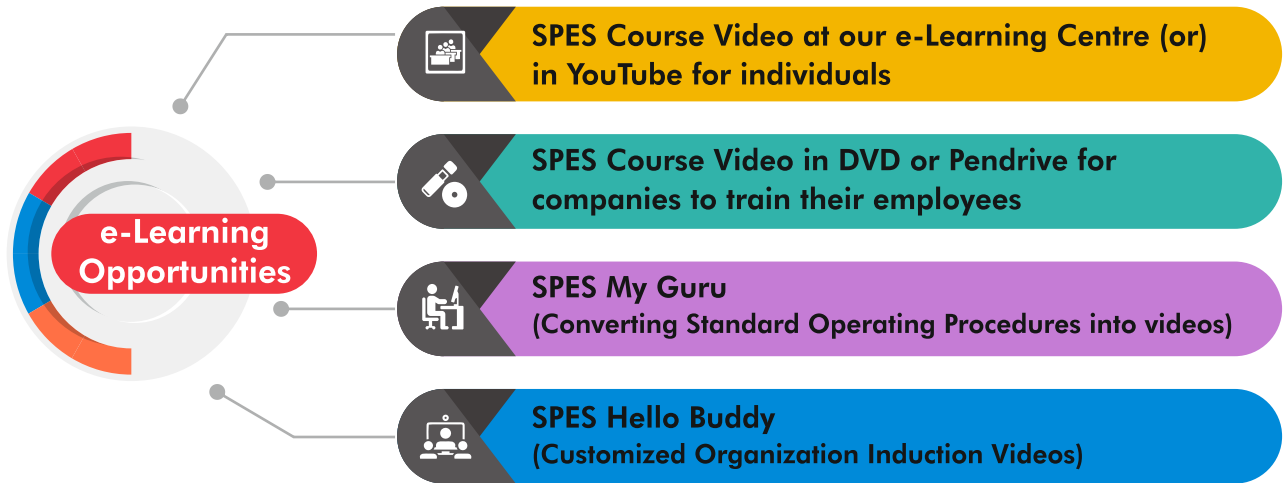 e-Learning
Opportunities
SPES Course Video at our e-Learning Centre (or)
in YouTube for individuals
SPES Course Video in DVD or Pendrive for
companies to train their employees
SPES My Guru
(Converting Standard Operating Procedures into videos)
SPES Hello Buddy
(Customized Organization Induction Videos)